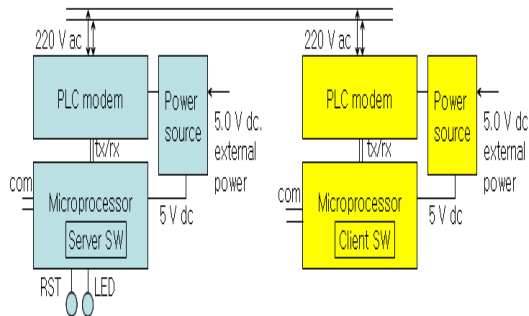 220 V ac
PLC modem
Power
source
5.0 V dc.
external
power
tx/rx
com
Microprocessor
Server SW
5 V dc
RST
LED
220 V ac
PLC modem
Power
source
5.0 V dc
external
power
tx/rx
com
Microprocessor
Client SW
5 V dc